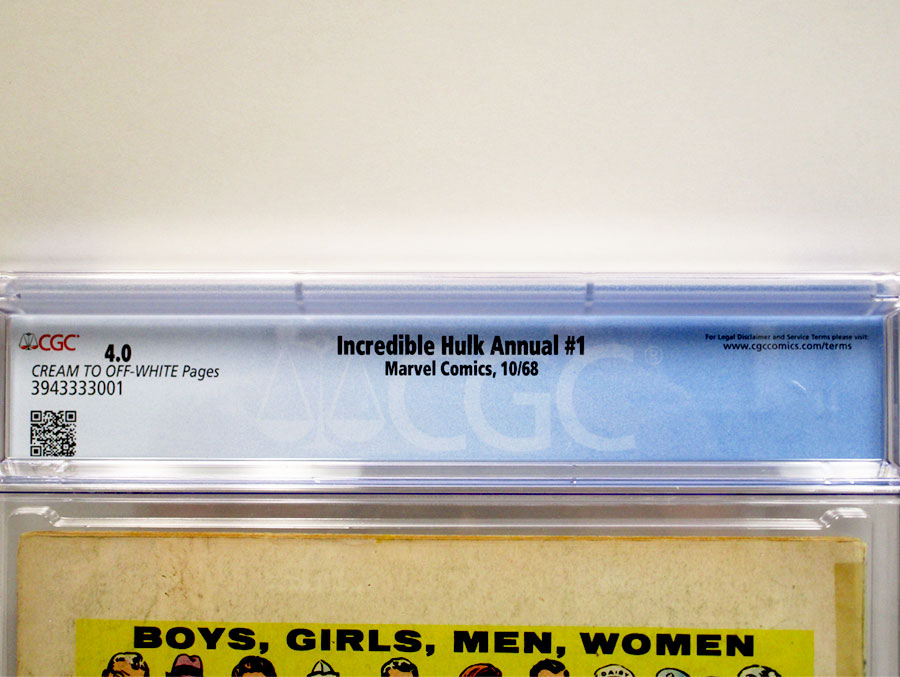 CGC
4.0
CREAM TO OFF-WHITE Pages
3943333001
Incredible Hulk Annual #1
Marvel Comics, 10/68
For Legal Disclaimer and Service Terms please visit:
www.cgccomics.com/terms
CGC®
BOYS, GIRLS, MEN, WOMEN
DAISY